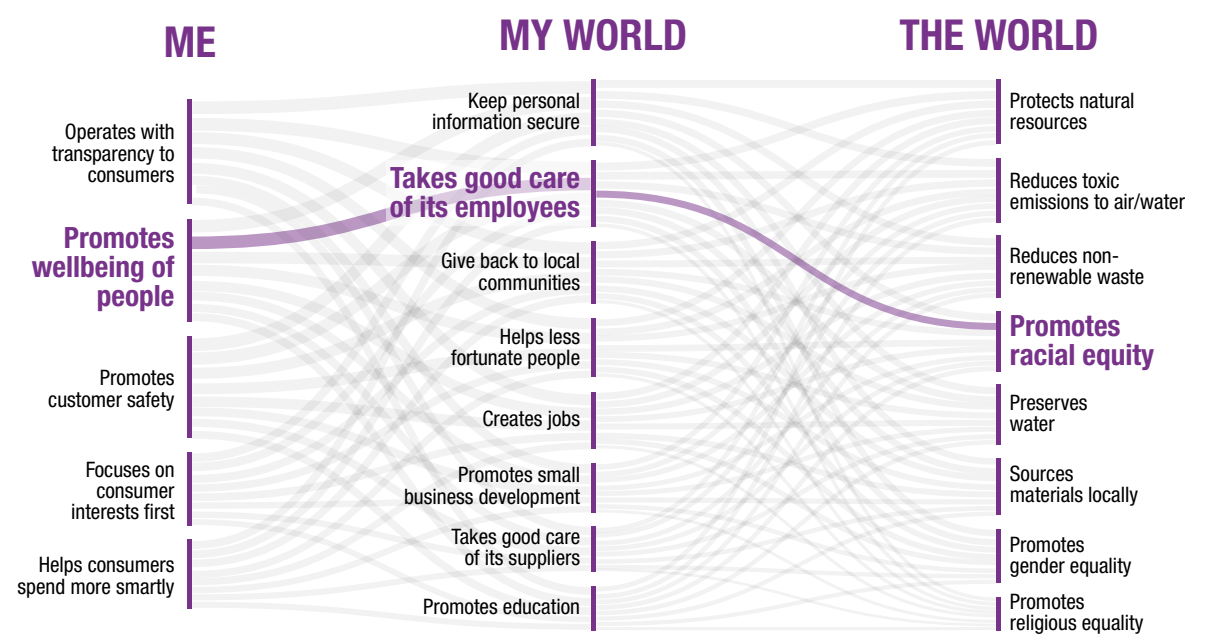 ME
Operates with
transparency to
consumers
Promotes
wellbeing of
people
Promotes
customer safety
Focuses on
consumer
interests first
Helps consumers
spend more smartly
MY WORLD
Keep personal
information secure
Takes good care
of its employees
Give back to local
communities
Helps less
fortunate people
Creates jobs
Promotes small
business development
Takes good care
of its suppliers
Promotes education
THE WORLD
Protects natural
resources
Reduces toxic
emissions to air/water
Reduces non-
renewable waste
Promotes
racial equity
Preserves
water
Sources
materials locally
Promotes
gender equality
Promotes
religious equality